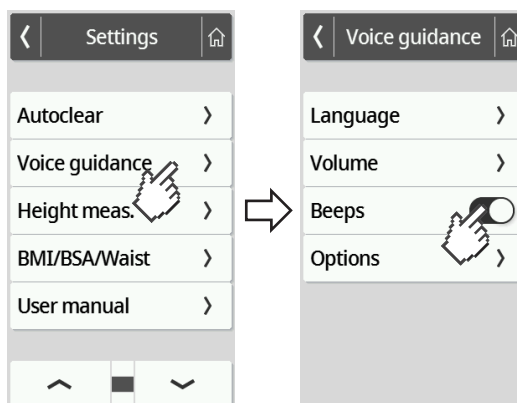 Settings
Autoclear
Voice guidance
Height meas.
BMI/BSA/Waist
User manual
Voice guidance
Language
Volume
Beeps
Options